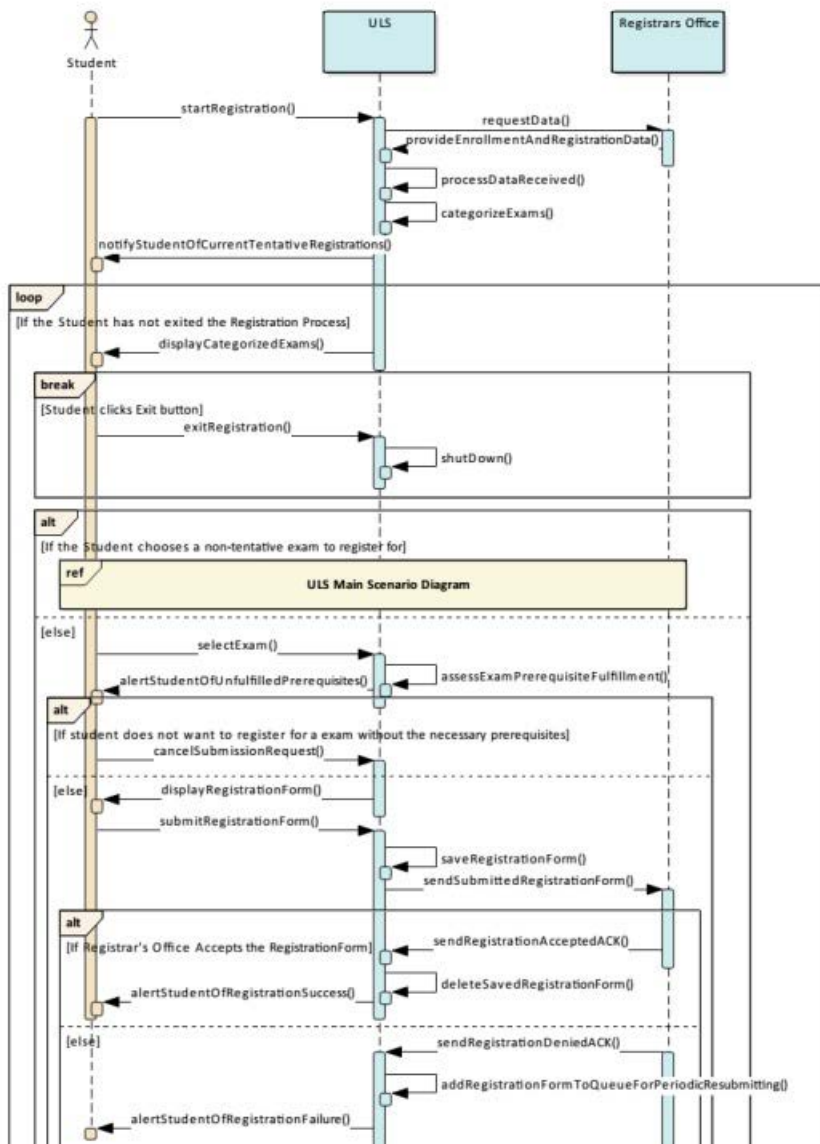 ULS
Registrars Office
Student
startRegistration()
requestData()
provideEnrollmentAndRegistrationData()
processDataReceived()
categorizeExams()
notifyStudentOfCurrentTentativeRegistrations()
loop
[If the Student has not exited the Registration Process]
displayCategorizedExams()
break
[Student clicks Exit button]
exitRegistration()
shutDown()
alt
[If the Student chooses a non-tentative exam to register for]
ref
ULS Main Scenario Diagram
[else]
selectExam()
assessExamPrerequisiteFulfillment()
alertStudentOfUnfulfilledPrerequisites()
alt
[If student does not want to register for a exam without the necessary prerequisites]
cancelSubmissionRequest()
[else]
displayRegistrationForm()
submitRegistrationForm()
saveRegistrationForm()
sendSubmittedRegistrationForm()
alt
[If Registrar's Office Accepts the RegistrationForm]
sendRegistrationAcceptedACK()
deleteSavedRegistrationForm()
alertStudentOfRegistrationSuccess()
[else]
sendRegistrationDeniedACK()
addRegistrationFormToQueueForPeriodicResubmitting()
alertStudentOfRegistrationFailure()